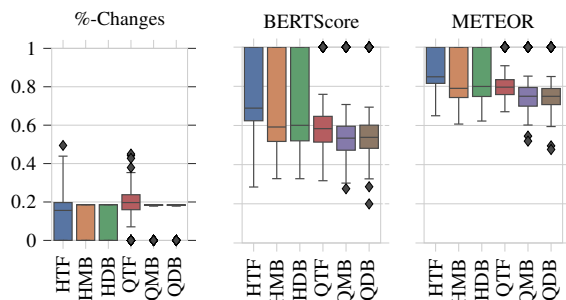 %-Changes
BERTScore
METEOR
1
0.8
0.6
0.4
0.2
0
HTF
HMB
HDB
QTF
QMB
QDB
HTF
HMB
HDB
QTF
QMB
QDB
HTF
HMB
HDB
QTF
QMB
QDB